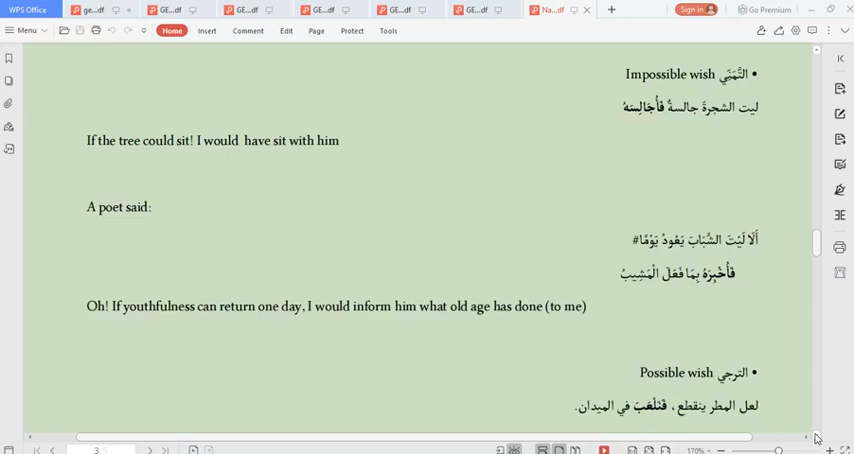 WPS Office
ge...df
GE...df
GE...df
GE...df
GE...df
GE...df
Na...df
Sign in
Go Premium
Menu
Home
Insert
Comment
Edit
Page
Protect
Tools
• التَّمَنِّي Impossible wish
ليت الشجرةَ جالسةٌ فَأُجَالِسَهُ
If the tree could sit! I would have sit with him
A poet said:
أَلَا لَيْتَ الشَّبَابَ يَعُودُ يَوْمًا#
فَأُخْبِرَهُ بِمَا فَعَلَ الْمَشِيبُ
Oh! If youthfulness can return one day, I would inform him what old age has done (to me)
• الترجي Possible wish
لعل المطر ينقطع، فَنَلْعَبَ في الميدان.
3/5
170%